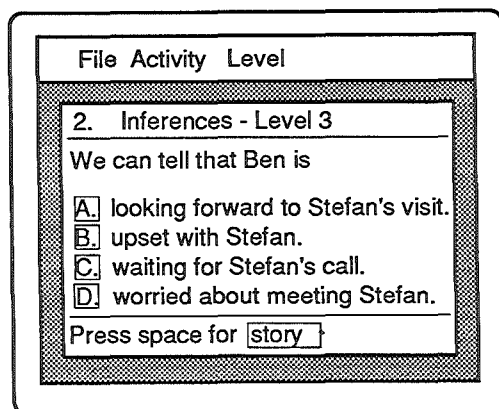 File Activity Level
2. Inferences - Level 3
We can tell that Ben is
A. looking forward to Stefan's visit.
B. upset with Stefan.
C. waiting for Stefan's call.
D. worried about meeting Stefan.
Press space for story